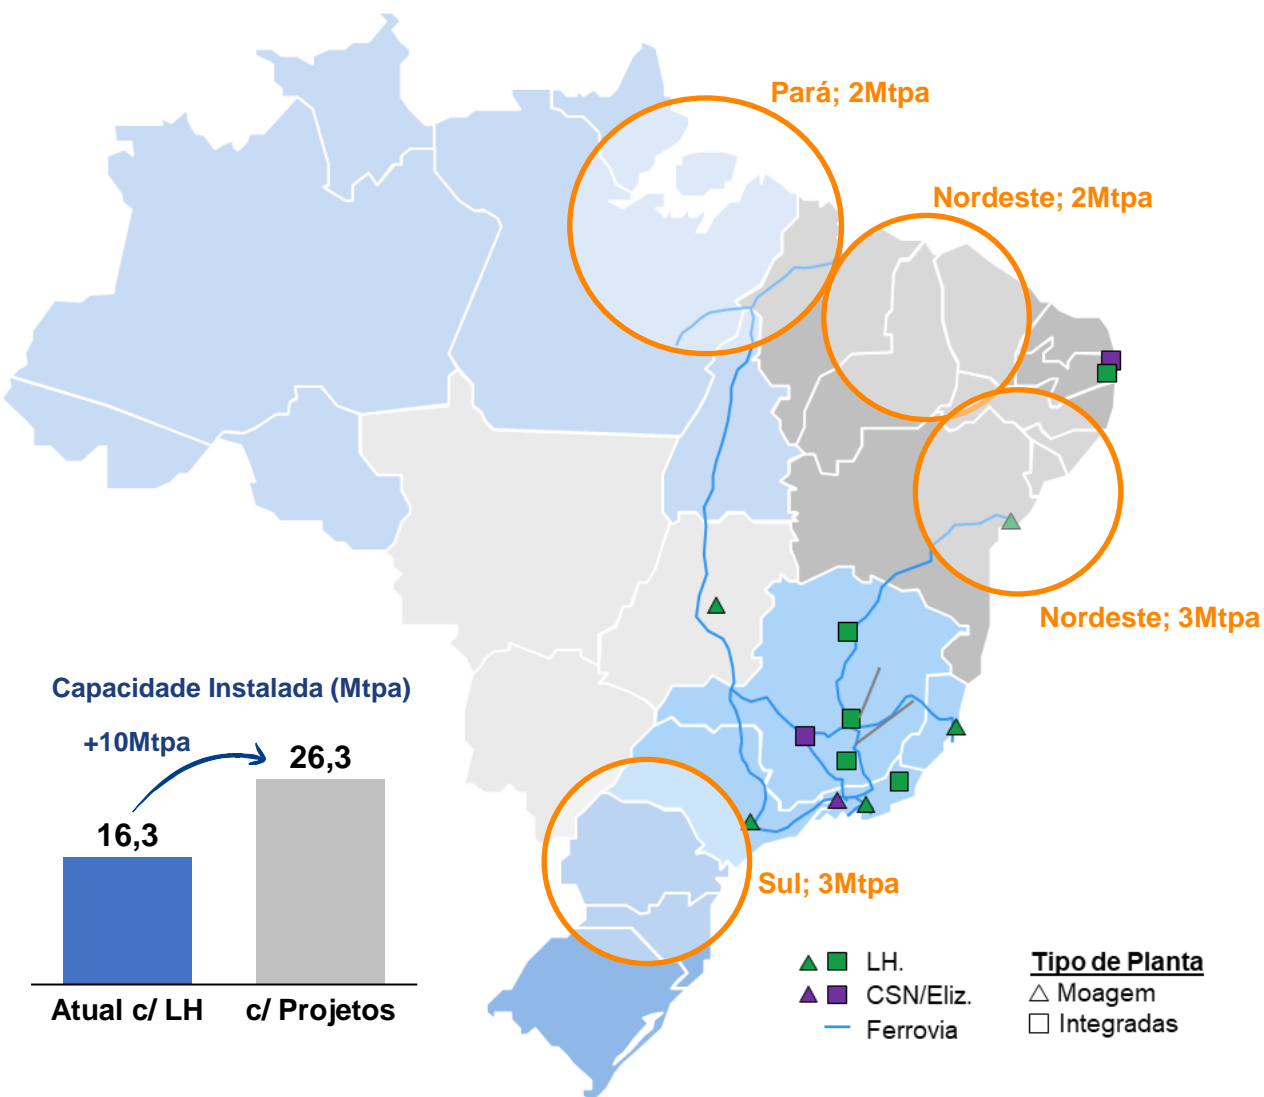 Pará; 2Mtpa
Nordeste; 2Mtpa
Nordeste; 3Mtpa
Capacidade Instalada (Mtpa)
+10Mtpa
26,3
16,3
Atual c/ LH
c/ Projetos
Sul; 3Mtpa
LH.
CSN/Eliz.
Ferrovia
Tipo de Planta
Moagem
Integradas